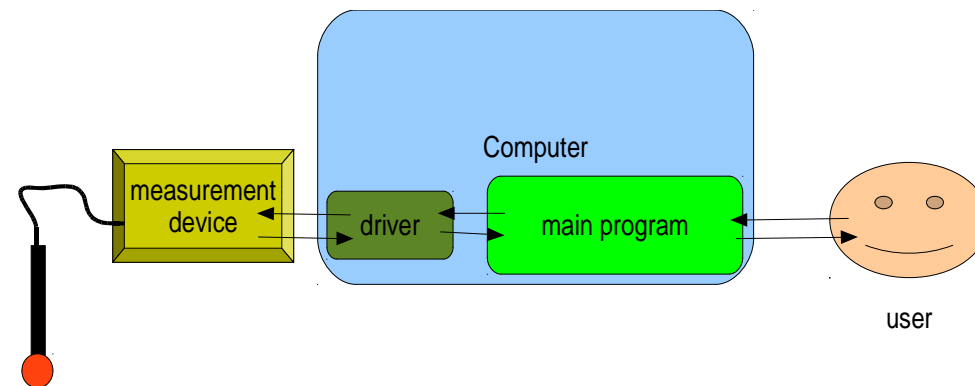 Computer
measurement
device
driver
main program
user